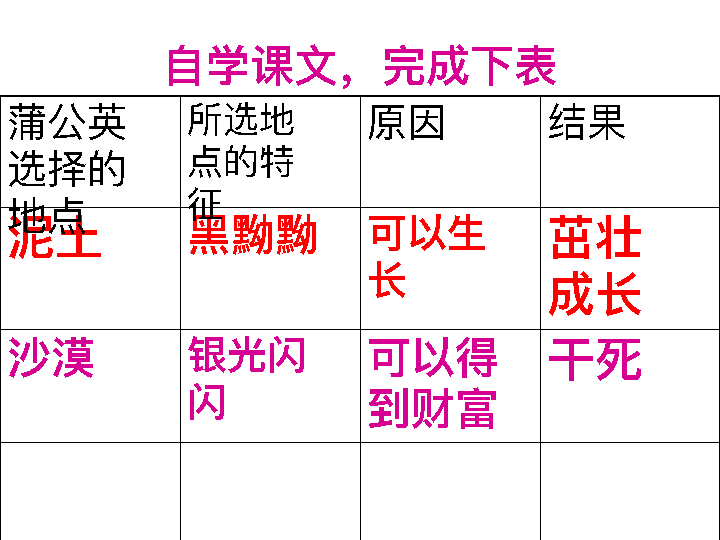 自学课文，完成下表
蒲公英
选择的
地点
所选地
点的特
征
原因
结果
泥土
黑黝黝
可以生
长
茁壮
成长
沙漠
银光闪
闪
可以得
到财富
干死